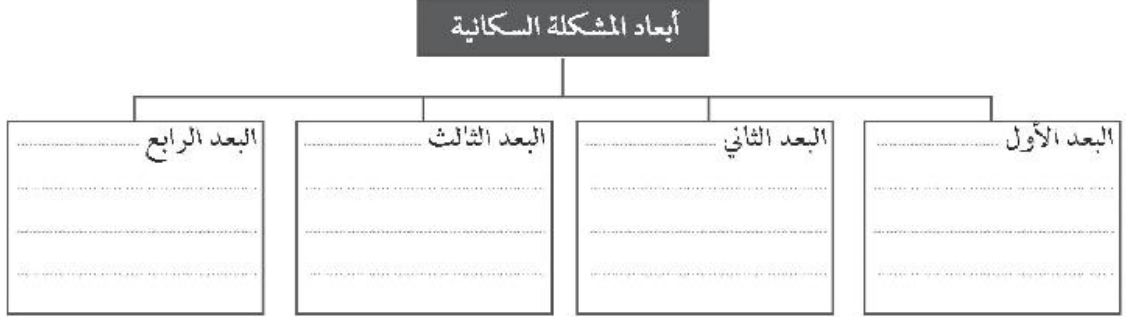 أبعاد المشكلة السكانية
البعد الأول
البعد الثاني
البعد الثالث
البعد الرابع